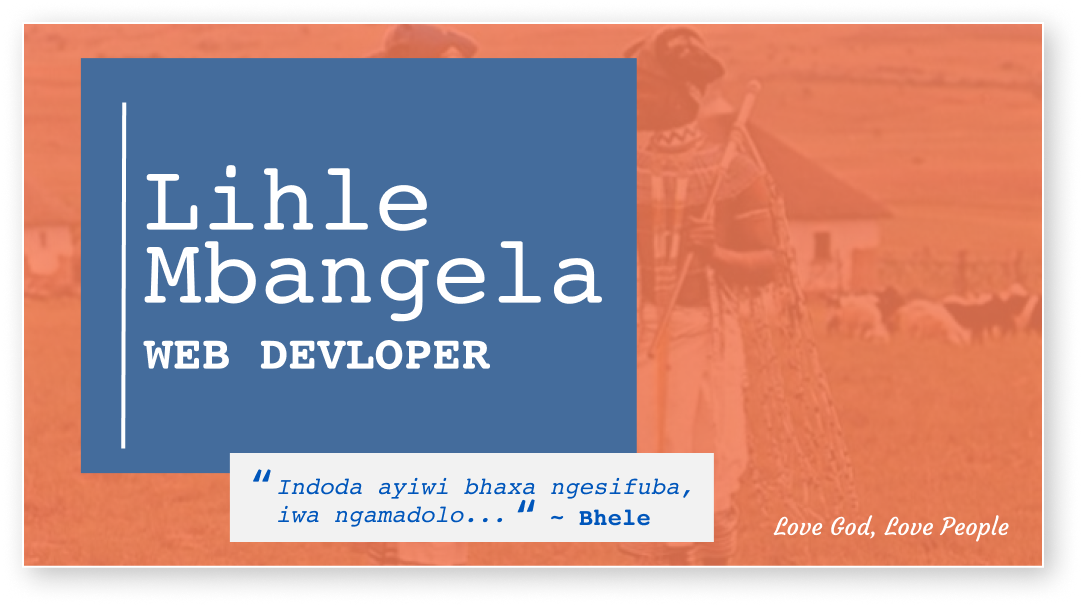 Lihle
Mbangela
WEB DEVLOPER
“ Indoda ayiwi bhaxa ngesifuba,
iwa ngamadolo... “ ~ Bhele
Love God, Love People